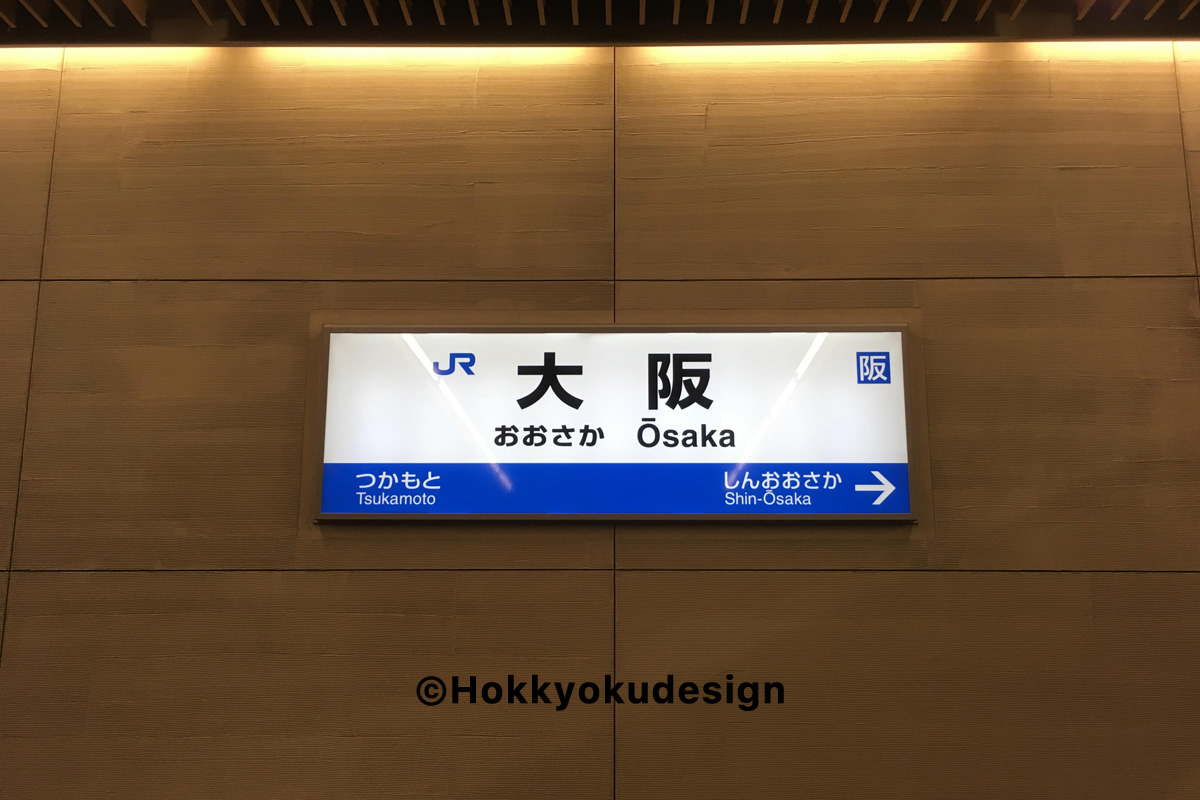 JR 大阪 阪
おおさか Ōsaka
つかもと しんおおさか →
Tsukamoto Shin-Ōsaka
©Hokkyokudesign